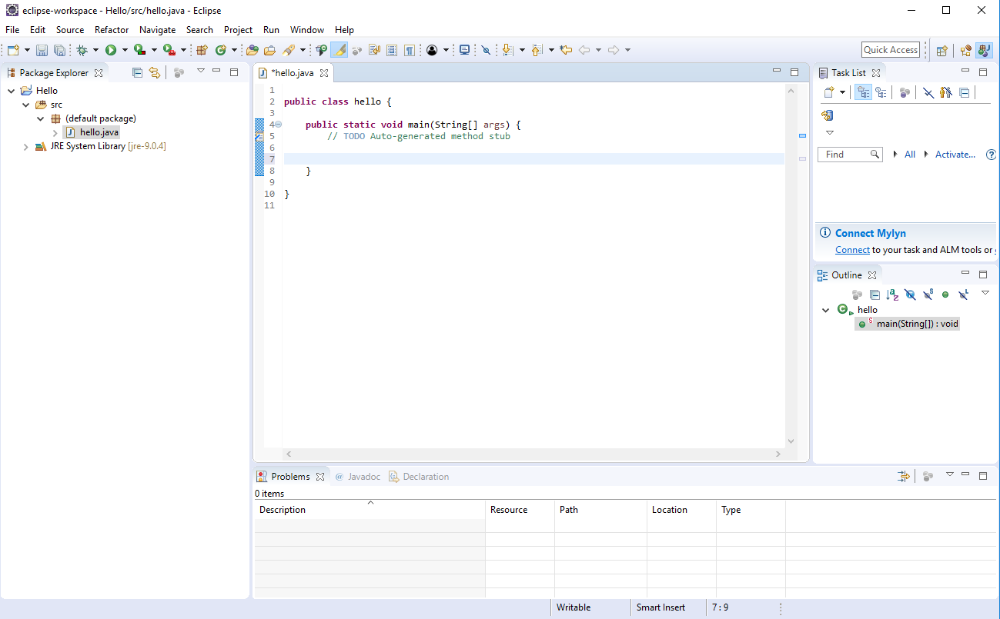 eclipse-workspace - Hello/src/hello.java - Eclipse
File Edit Source Refactor Navigate Search Project Run Window Help
Quick Access
Package Explorer
Hello
src
(default package)
hello.java
JRE System Library [jre-9.0.4]
*hello.java
1
2 public class hello {
3
4 public static void main(String[] args) {
5 // TODO Auto-generated method stub
6
7
8 }
9
10 }
11
Task List
Find All Activate...
Connect Mylyn
Connect to your task and ALM tools or
Outline
hello
main(String[]) : void
Problems @ Javadoc Declaration
0 items
Description Resource Path Location Type
Writable Smart Insert 7 : 9